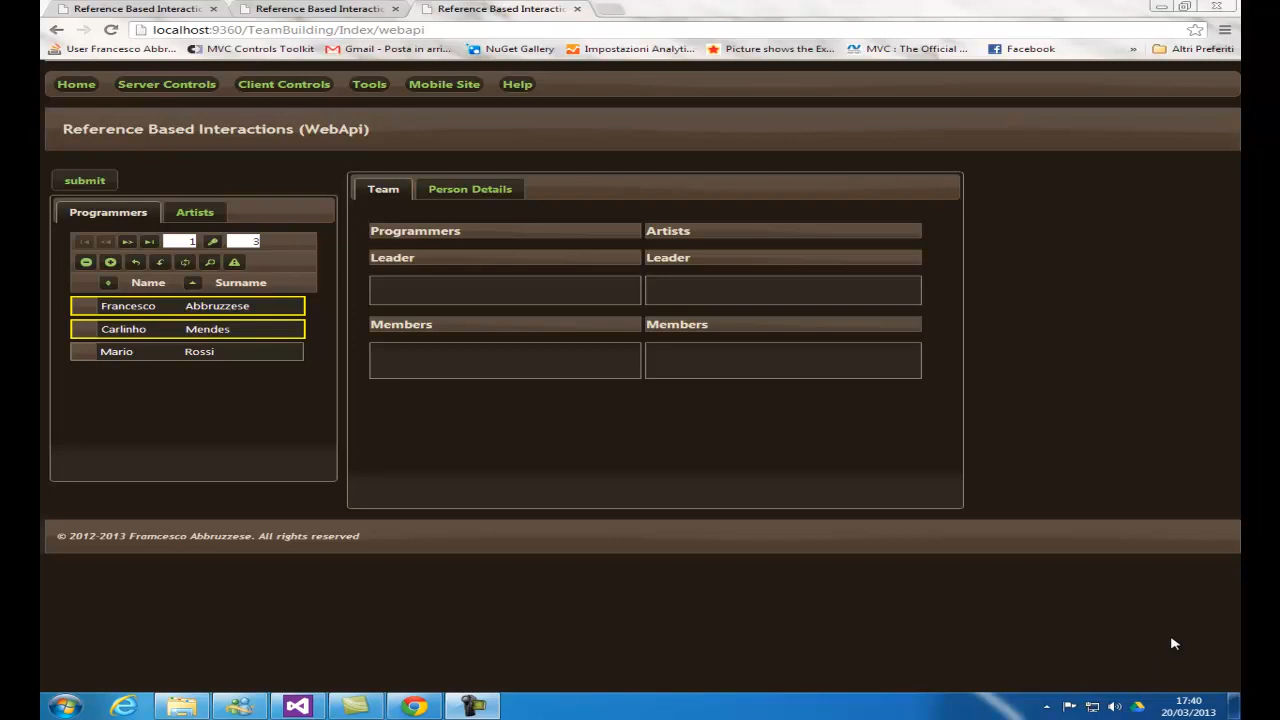 Reference Based Interactic Reference Based Interactic Reference Based Interactic
localhost:9360/TeamBuilding/Index/webapi
User Francesco Abbr... MVC Controls Toolkit Gmail - Posta in arri... NuGet Gallery Impostazioni Analyti... Picture shows the Ex... MVC : The Official ... Facebook » Altri Preferiti
Home Server Controls Client Controls Tools Mobile Site Help
Reference Based Interactions (WebApi)
submit
Programmers Artists
1 3
Name Surname
Francesco Abbruzzese
Carlinho Mendes
Mario Rossi
Team Person Details
Programmers Artists
Leader Leader
Members Members
© 2012-2013 Framcesco Abbruzzese. All rights reserved
17:40
20/03/2013